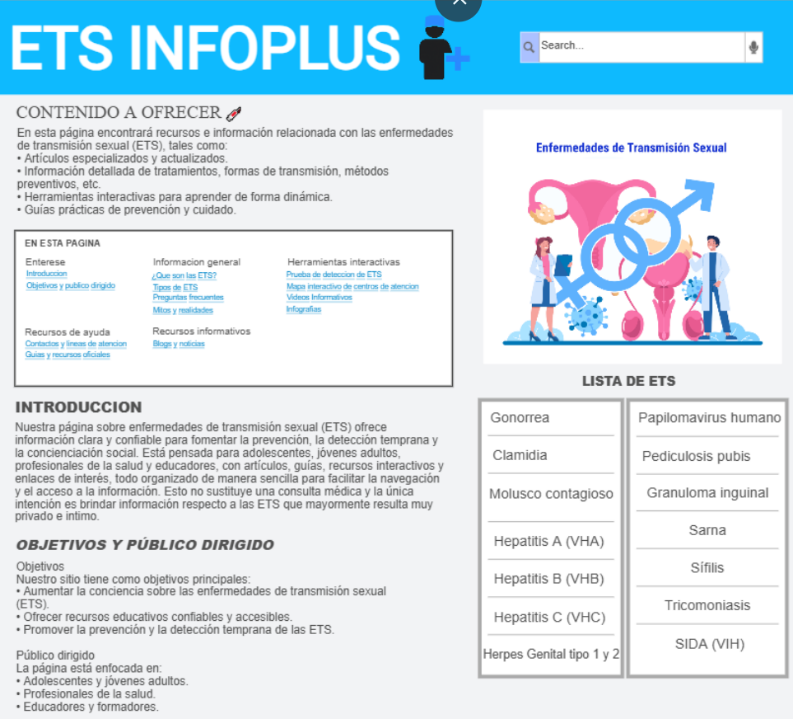 ETS INFOPLUS
Search...
CONTENIDO A OFRECER
En esta página encontrará recursos e información relacionada con las enfermedades
de transmisión sexual (ETS), tales como:
• Artículos especializados y actualizados.
• Información detallada de tratamientos, formas de transmisión, métodos
preventivos, etc.
• Herramientas interactivas para aprender de forma dinámica.
• Guías prácticas de prevención y cuidado.
EN ESTA PAGINA
Enterese
Introduccion
Objetivos y publico dirigido
Informacion general
¿Que son las ETS?
Tipos de ETS
Preguntas frecuentes
Mitos y realidades
Herramientas interactivas
Prueba de deteccion de ETS
Mapa interactivo de centros de atencion
Videos Informativos
Infografias
Recursos de ayuda
Contactos y lineas de atencion
Guias y recursos oficiales
Recursos informativos
Blogs y noticias
INTRODUCCION
Nuestra página sobre enfermedades de transmisión sexual (ETS) ofrece
información clara y confiable para fomentar la prevención, la detección temprana y
la concienciación social. Está pensada para adolescentes, jóvenes adultos,
profesionales de la salud y educadores, con artículos, guías, recursos interactivos y
enlaces de interés, todo organizado de manera sencilla para facilitar la navegación
y el acceso a la información. Esto no sustituye una consulta médica y la única
intención es brindar información respecto a las ETS que mayormente resulta muy
privado e intimo.
OBJETIVOS Y PÚBLICO DIRIGIDO
Objetivos
Nuestro sitio tiene como objetivos principales:
• Aumentar la conciencia sobre las enfermedades de transmisión sexual
(ETS).
• Ofrecer recursos educativos confiables y accesibles.
• Promover la prevención y la detección temprana de las ETS.
Público dirigido
La página está enfocada en:
• Adolescentes y jóvenes adultos.
• Profesionales de la salud.
• Educadores y formadores.
Enfermedades de Transmisión Sexual
LISTA DE ETS
Gonorrea
Clamidia
Molusco contagioso
Hepatitis A (VHA)
Hepatitis B (VHB)
Hepatitis C (VHC)
Herpes Genital tipo 1 y 2
Papilomavirus humano
Pediculosis pubis
Granuloma inguinal
Sarna
Sífilis
Tricomoniasis
SIDA (VIH)